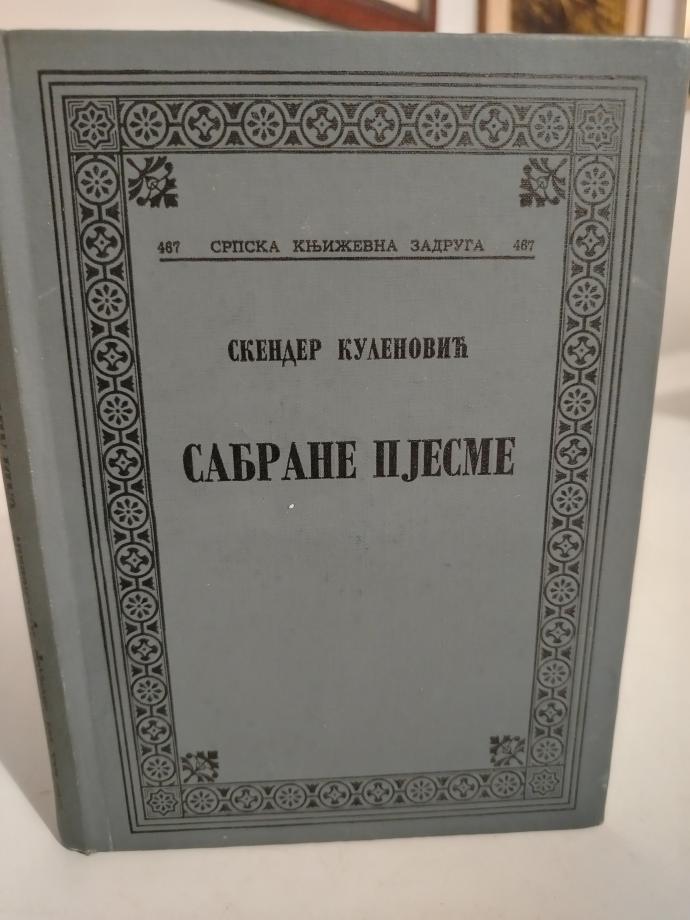 467 СРПСКА КЊИЖЕВНА ЗАДРУГА 467
СКЕНДЕР КУЛЕНОВИЋ
САБРАНЕ ПЈЕСМЕ